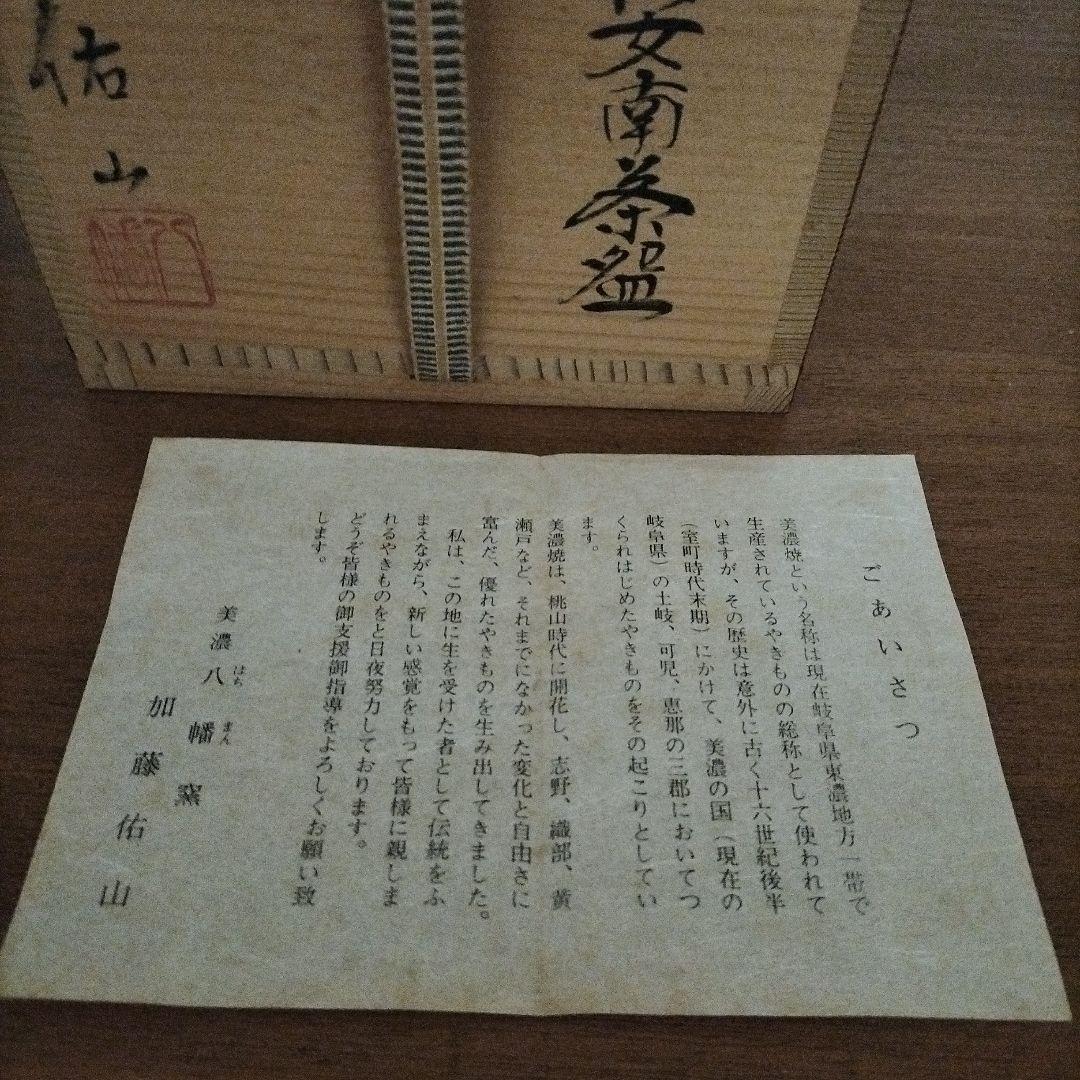 安南茶盌
佑山
ごあいさつ
美濃焼という名称は現在岐阜県東濃地方一帯で
生産されているやきものの総称として使われて
いますが、その歴史は意外に古く十六世紀後半
(室町時代末期)にかけて、美濃の国(現在の
岐阜県)の土岐、可児、恵那の三郡においてつ
くられはじめたやきものをその起こりとしてい
ます。
美濃焼は、桃山時代に開花し、志野、織部、黄
瀬戸など、それまでになかった変化と自由さに
富んだ、優れたやきものを生み出してきました。
私は、この地に生を受けた者として伝統をふ
まえながら、新しい感覚をもって皆様に親しま
れるやきものをと日夜努力しております。
どうぞ皆様の御支援御指導をよろしくお願い致
します。
美濃八幡窯
はちまん
加藤佑山